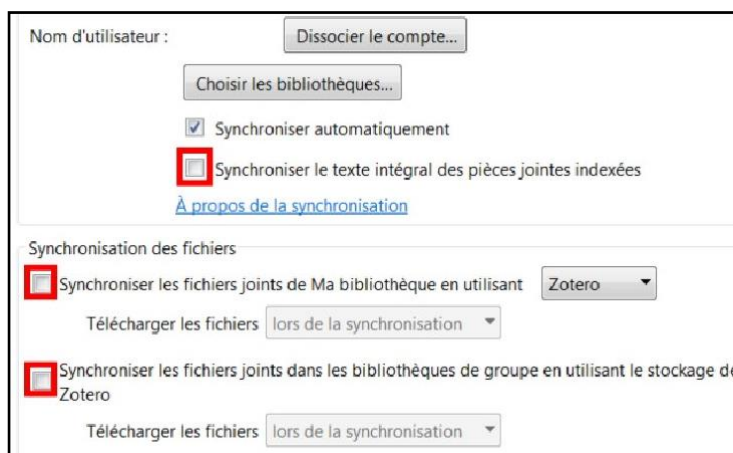 Nom d'utilisateur : Dissocier le compte...
Choisir les bibliothèques...
Synchroniser automatiquement
Synchroniser le texte intégral des pièces jointes indexées
À propos de la synchronisation
Synchronisation des fichiers
Synchroniser les fichiers joints de Ma bibliothèque en utilisant Zotero
Télécharger les fichiers lors de la synchronisation
Synchroniser les fichiers joints dans les bibliothèques de groupe en utilisant le stockage de
Zotero
Télécharger les fichiers lors de la synchronisation